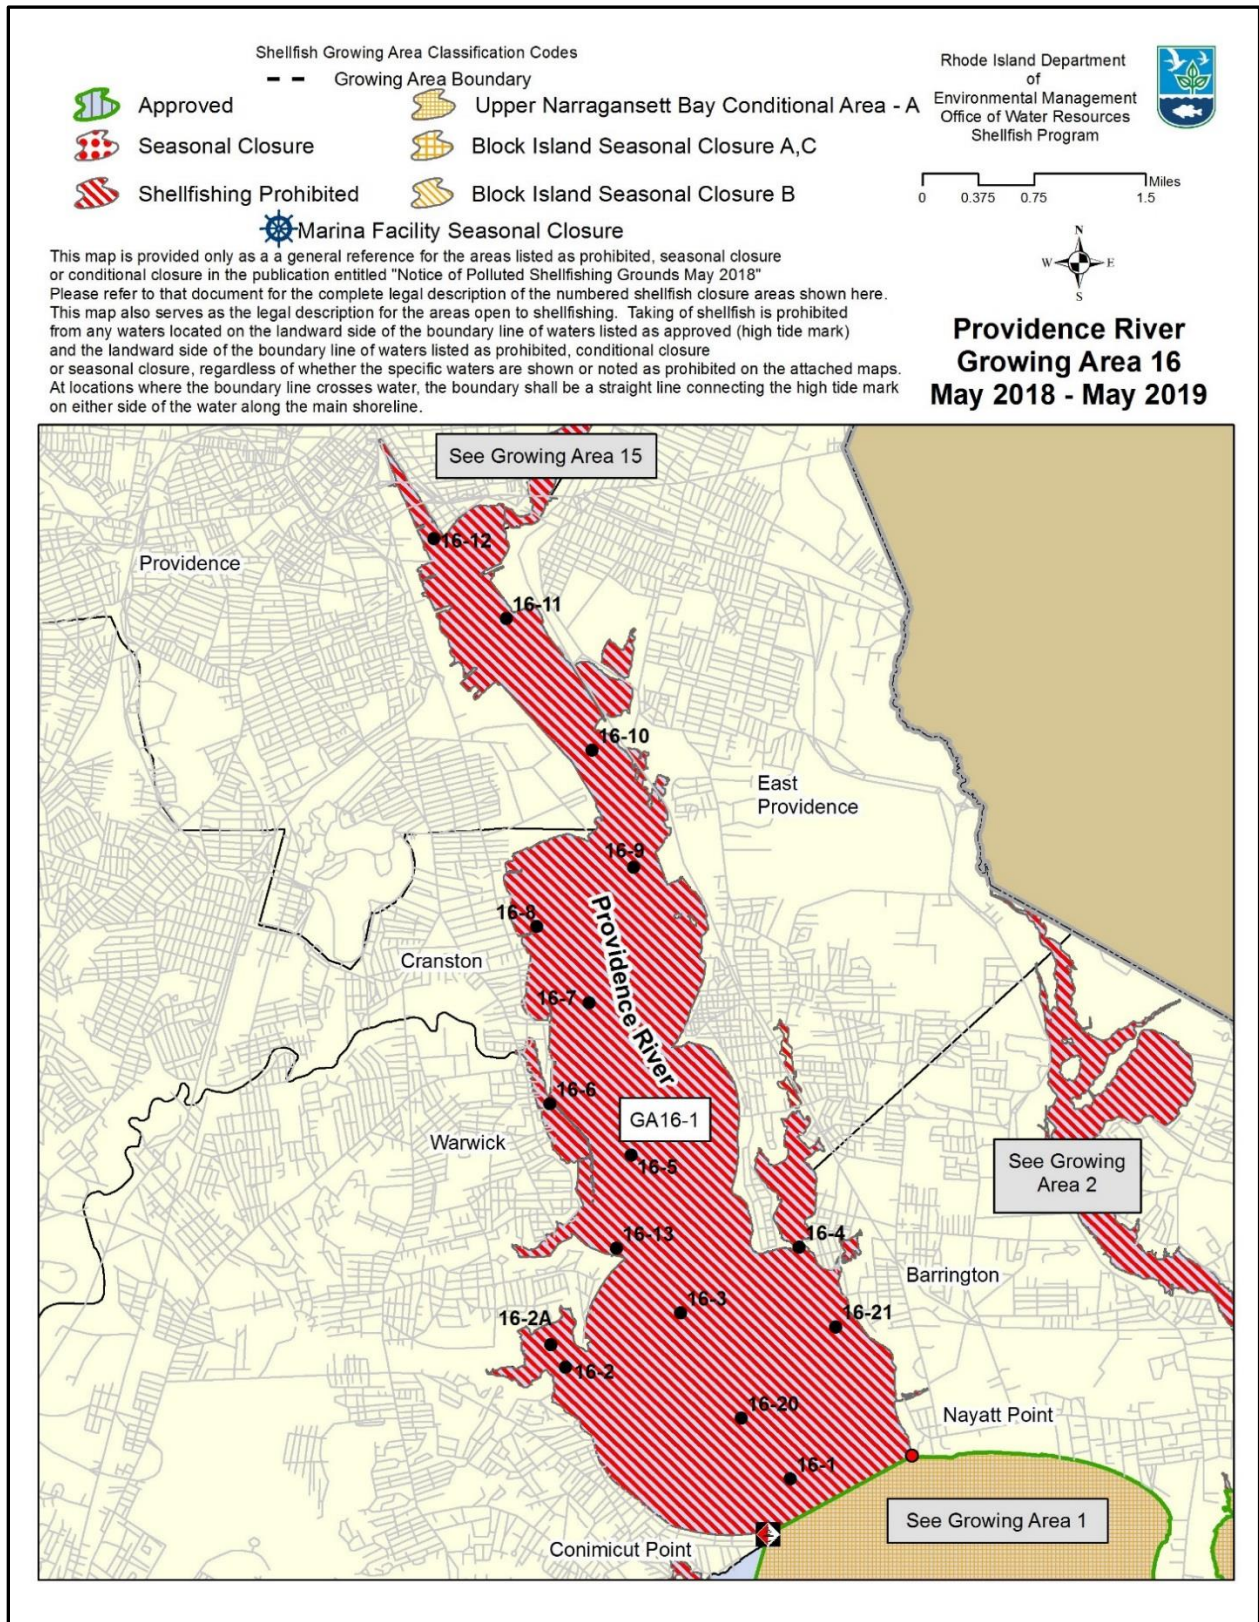 Shellfish Growing Area Classification Codes
Growing Area Boundary
Approved
Upper Narragansett Bay Conditional Area - A
Seasonal Closure
Block Island Seasonal Closure A,C
Shellfishing Prohibited
Block Island Seasonal Closure B
Marina Facility Seasonal Closure
Rhode Island Department
of
Environmental Management
Office of Water Resources
Shellfish Program
Miles
0 0.375 0.75 1.5
N
W E
S
This map is provided only as a a general reference for the areas listed as prohibited, seasonal closure
or conditional closure in the publication entitled "Notice of Polluted Shellfishing Grounds May 2018"
Please refer to that document for the complete legal description of the numbered shellfish closure areas shown here.
This map also serves as the legal description for the areas open to shellfishing. Taking of shellfish is prohibited
from any waters located on the landward side of the boundary line of waters listed as approved (high tide mark)
and the landward side of the boundary line of waters listed as prohibited, conditional closure
or seasonal closure, regardless of whether the specific waters are shown or noted as prohibited on the attached maps.
At locations where the boundary line crosses water, the boundary shall be a straight line connecting the high tide mark
on either side of the water along the main shoreline.
Providence River
Growing Area 16
May 2018 - May 2019
See Growing Area 15
16-12
Providence
16-11
16-10
East
Providence
16-9
16-8
Providence River
Cranston
16-7
16-6
GA16-1
Warwick
16-5
See Growing
Area 2
16-13
16-4
Barrington
16-3
16-2A
16-21
16-2
16-20
Nayatt Point
16-1
See Growing Area 1
Conimicut Point